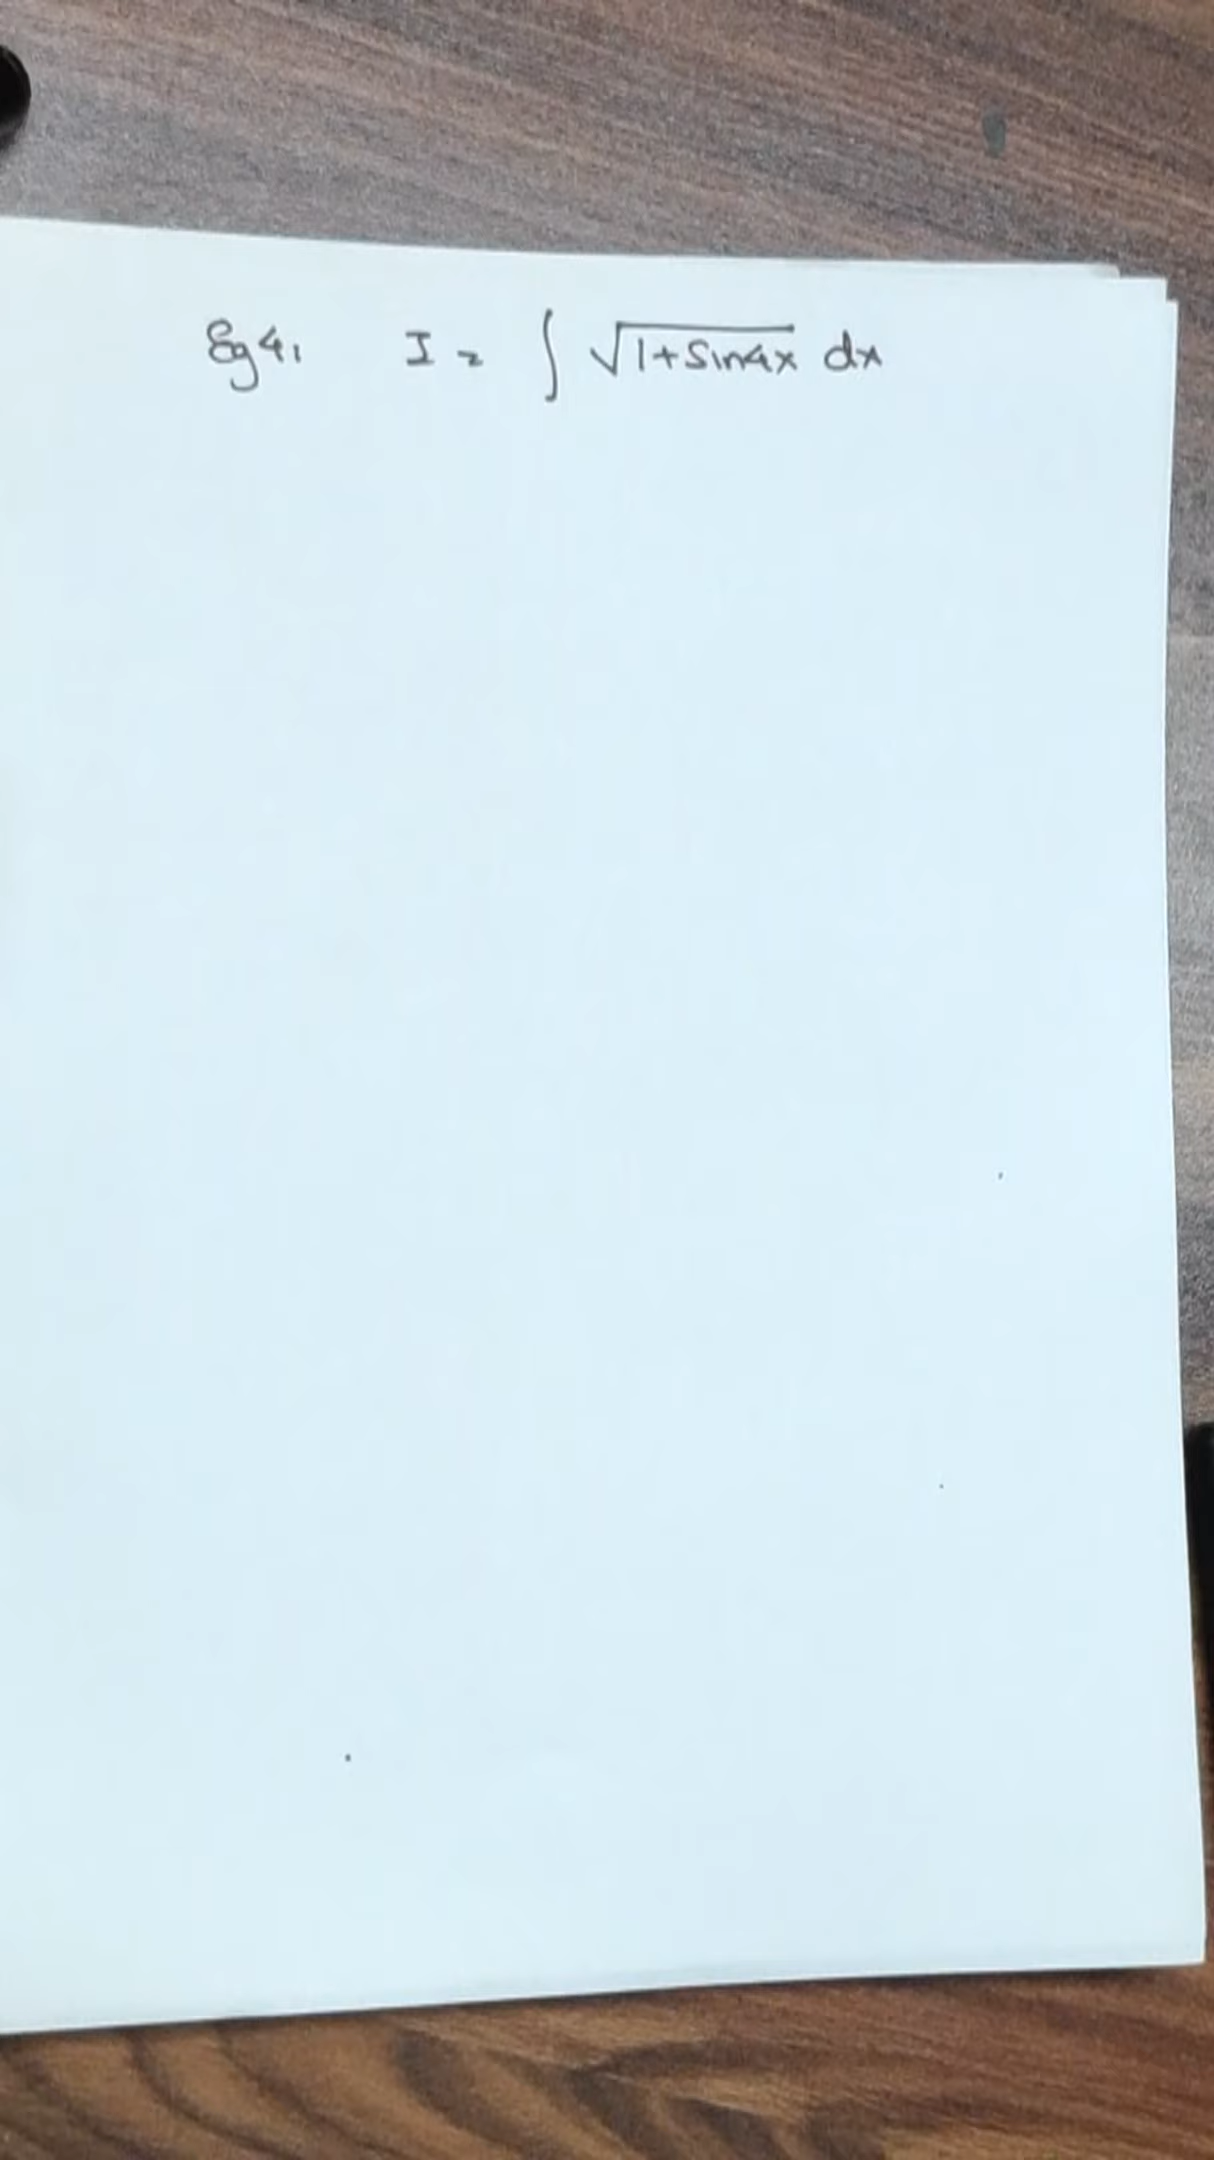 Eg 4, I = ∫ √(1+Sin4x) dx